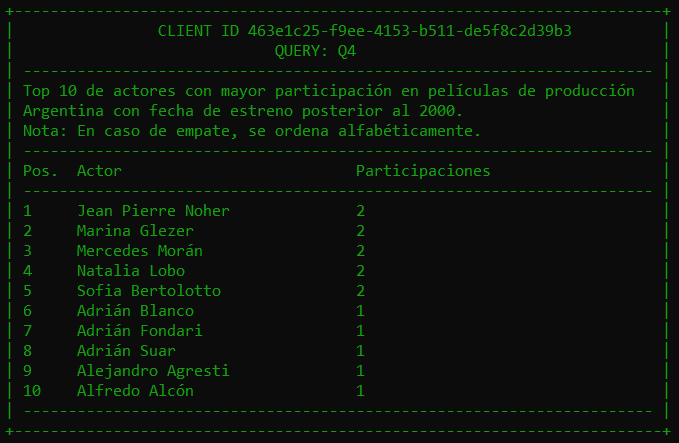 CLIENT ID 463e1c25-f9ee-4153-b511-de5f8c2d39b3
QUERY: Q4
Top 10 de actores con mayor participación en películas de producción
Argentina con fecha de estreno posterior al 2000.
Nota: En caso de empate, se ordena alfabéticamente.
Pos. Actor Participaciones
1 Jean Pierre Noher 2
2 Marina Glezer 2
3 Mercedes Morán 2
4 Natalia Lobo 2
5 Sofia Bertolotto 2
6 Adrián Blanco 1
7 Adrián Fondari 1
8 Adrián Suar 1
9 Alejandro Agresti 1
10 Alfredo Alcón 1